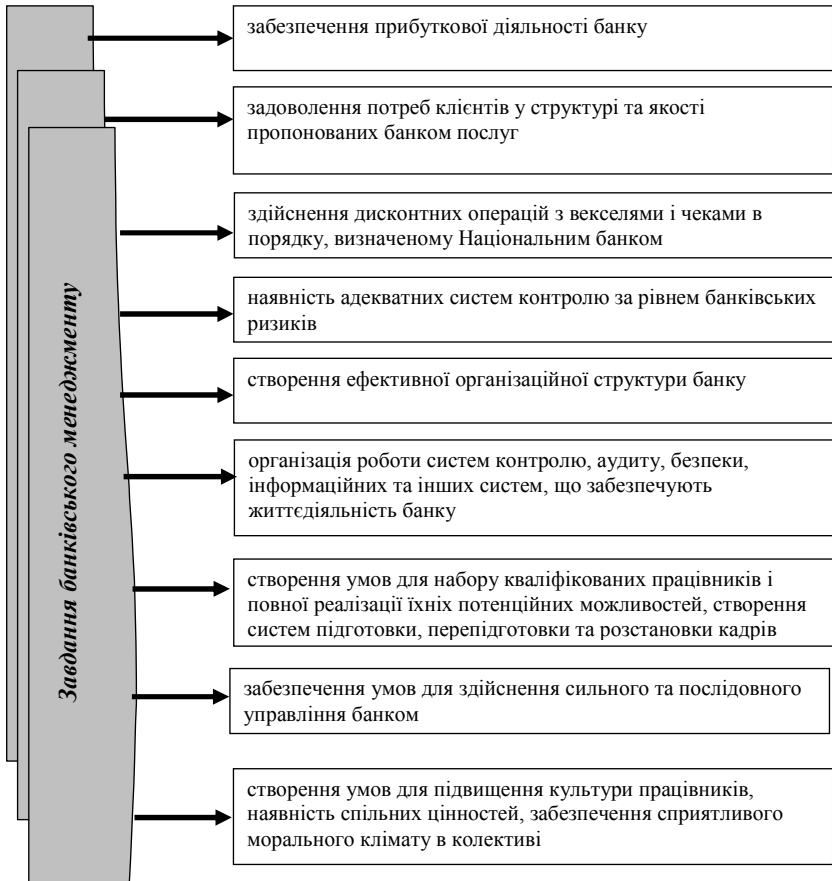 Завдання банківського менеджменту
забезпечення прибуткової діяльності банку
задоволення потреб клієнтів у структурі та якості
пропонованих банком послуг
здійснення дисконтних операцій з векселями і чеками в
порядку, визначеному Національним банком
наявність адекватних систем контролю за рівнем банківських
ризиків
створення ефективної організаційної структури банку
організація роботи систем контролю, аудиту, безпеки,
інформаційних та інших систем, що забезпечують
життєдіяльність банку
створення умов для набору кваліфікованих працівників і
повної реалізації їхніх потенційних можливостей, створення
систем підготовки, перепідготовки та розстановки кадрів
забезпечення умов для здійснення сильного та послідовного
управління банком
створення умов для підвищення культури працівників,
наявність спільних цінностей, забезпечення сприятливого
морального клімату в колективі